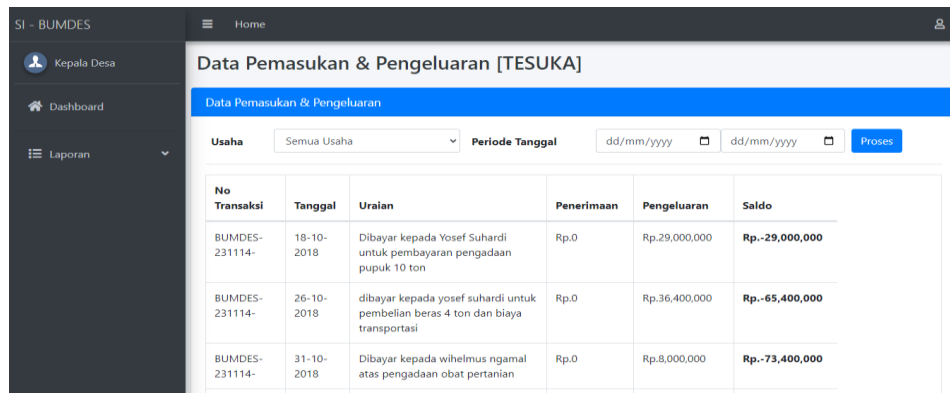 SI - BUMDES
Home
Kepala Desa
Dashboard
Laporan
Data Pemasukan & Pengeluaran [TESUKA]
Data Pemasukan & Pengeluaran
Usaha Semua Usaha Periode Tanggal dd/mm/yyyy dd/mm/yyyy Proses
No
Transaksi Tanggal Uraian Penerimaan Pengeluaran Saldo
BUMDES- 18-10- Dibayar kepada Yosef Suhardi Rp.0 Rp.29,000,000 Rp.-29,000,000
231114- 2018 untuk pembayaran pengadaan
pupuk 10 ton
BUMDES- 26-10- dibayar kepada yosef suhardi untuk Rp.0 Rp.36,400,000 Rp.-65,400,000
231114- 2018 pembelian beras 4 ton dan biaya
transportasi
BUMDES- 31-10- Dibayar kepada wihelmus ngamal Rp.0 Rp.8,000,000 Rp.-73,400,000
231114- 2018 atas pengadaan obat pertanian